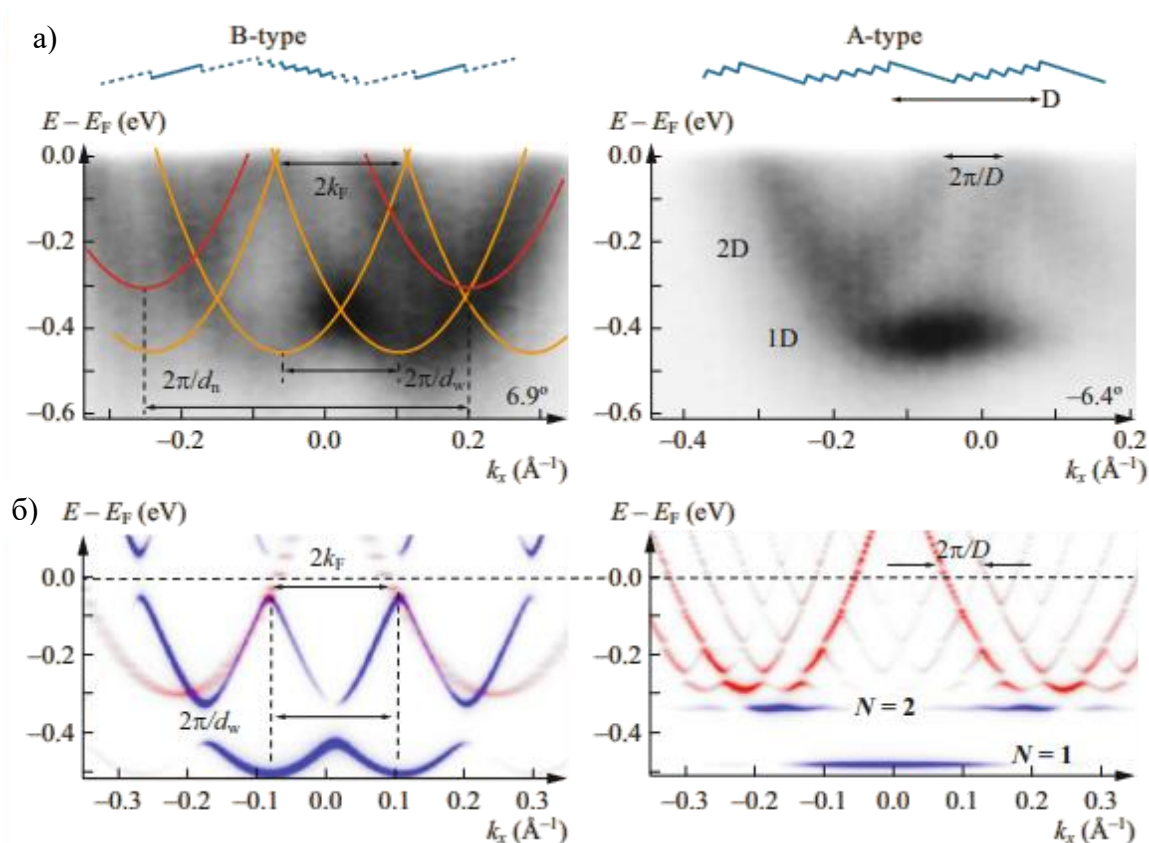 а)
B-type
A-type
D
E – E_F (eV)
E – E_F (eV)
0.0
–0.2
–0.4
–0.6
2k_F
2π/d_n
2π/d_w
6.9º
–0.2
0.0
0.2
k_x (Å⁻¹)
0.0
–0.2
–0.4
–0.6
2π/D
2D
1D
–6.4º
–0.4
–0.2
0.0
0.2
k_x (Å⁻¹)
б)
E – E_F (eV)
E – E_F (eV)
0.0
–0.2
–0.4
2k_F
2π/d_w
–0.3
–0.2
–0.1
0.0
0.1
0.2
0.3
k_x (Å⁻¹)
0.0
–0.2
–0.4
2π/D
N = 2
N = 1
–0.3
–0.2
–0.1
0.0
0.1
0.2
0.3
k_x (Å⁻¹)